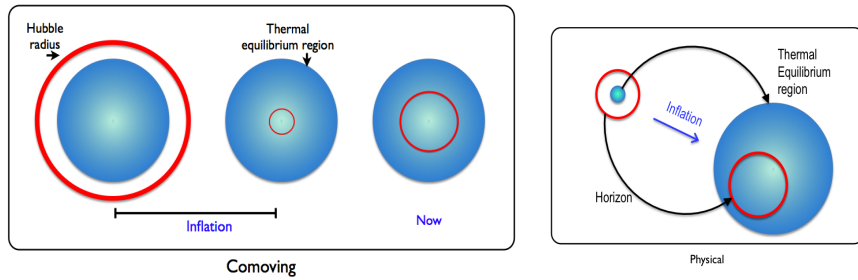 Hubble
radius
Thermal
equilibrium region
Inflation
Now
Comoving
Thermal
Equilibrium
region
Inflation
Horizon
Physical